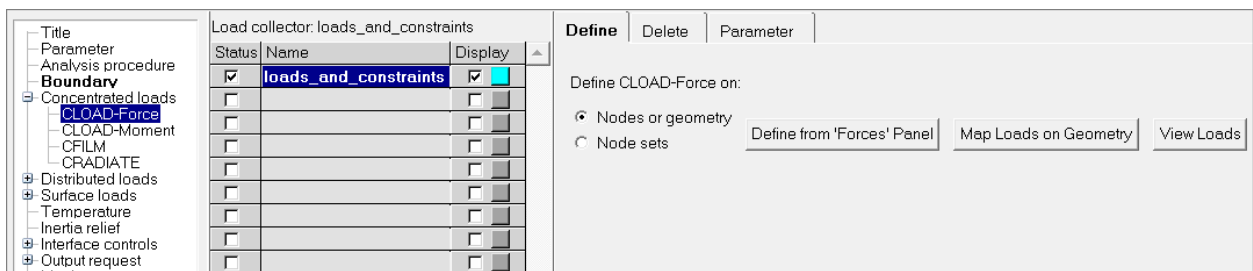 Title
Parameter
Analysis procedure
Boundary
Concentrated loads
CLOAD-Force
CLOAD-Moment
CFILM
CRADIATE
Distributed loads
Surface loads
Temperature
Inertia relief
Interface controls
Output request
Load collector: loads_and_constraints
Status Name Display
loads_and_constraints
Define Delete Parameter
Define CLOAD-Force on:
Nodes or geometry
Node sets
Define from 'Forces' Panel Map Loads on Geometry View Loads